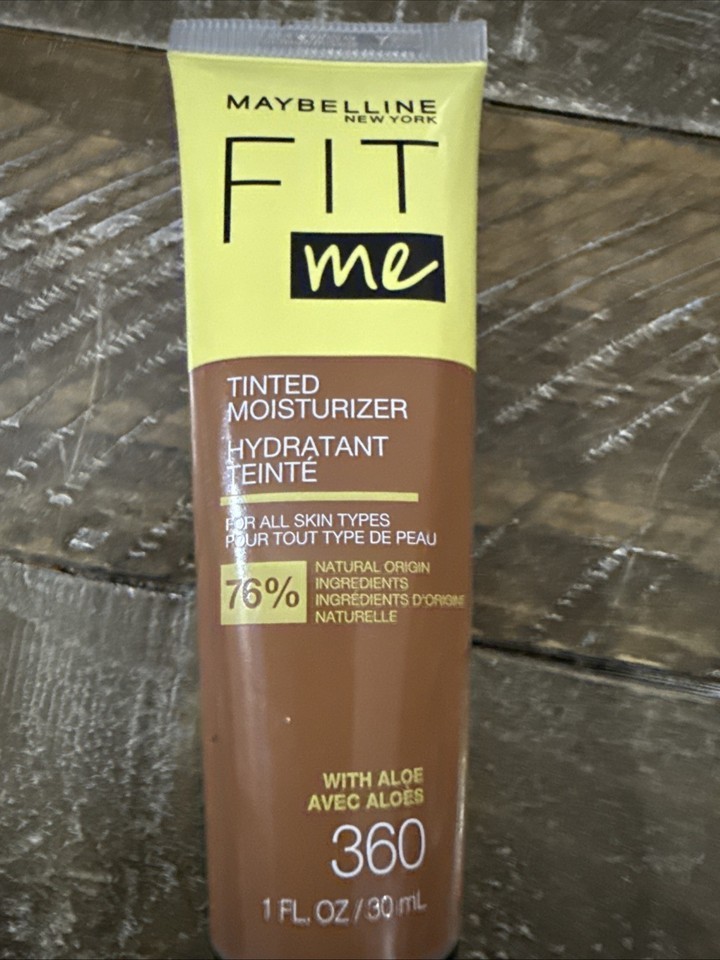 MAYBELLINE
NEW YORK
FIT
me
TINTED
MOISTURIZER
HYDRATANT
TEINTÉ
FOR ALL SKIN TYPES
POUR TOUT TYPE DE PEAU
76%
NATURAL ORIGIN
INGREDIENTS
INGRÉDIENTS D'ORIGINE
NATURELLE
WITH ALOE
AVEC ALOÈS
360
1 FL. OZ / 30 mL